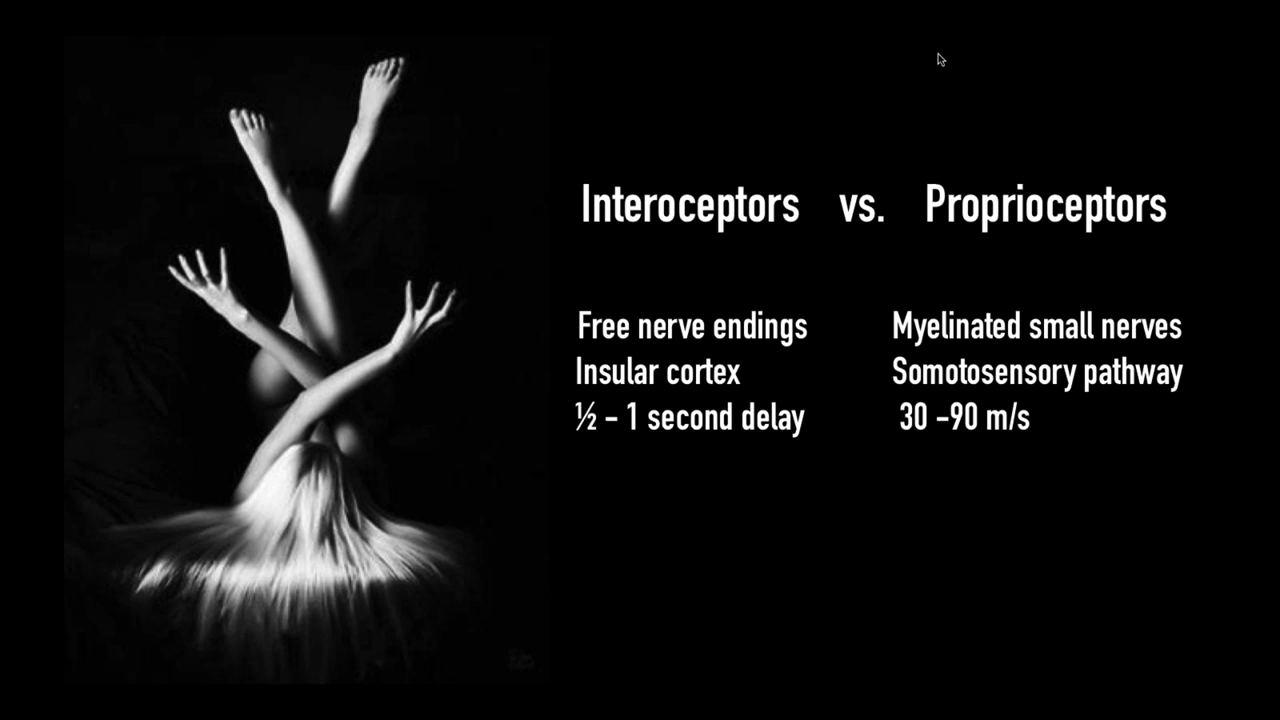 Interoceptors vs. Proprioceptors
Free nerve endings Myelinated small nerves
Insular cortex Somotosensory pathway
½ – 1 second delay 30 –90 m/s